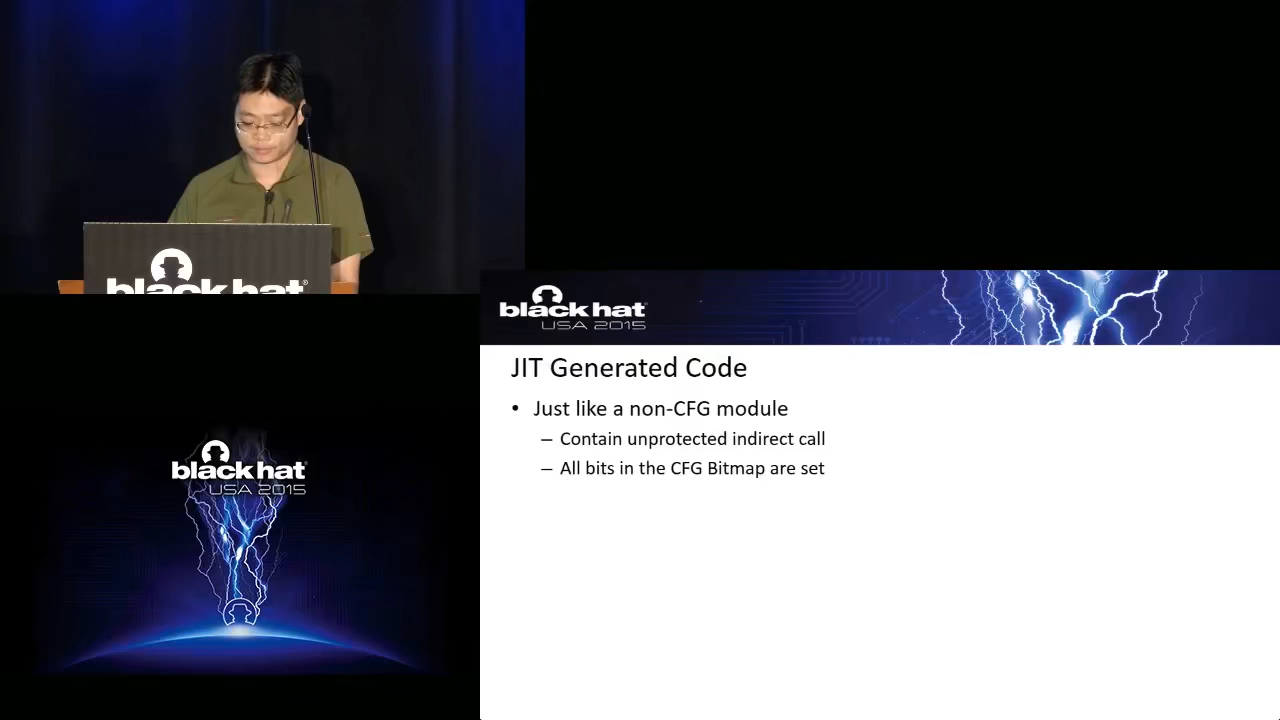 black hat
black hat
USA 2015
JIT Generated Code
• Just like a non-CFG module
– Contain unprotected indirect call
– All bits in the CFG Bitmap are set
black hat
USA 2015